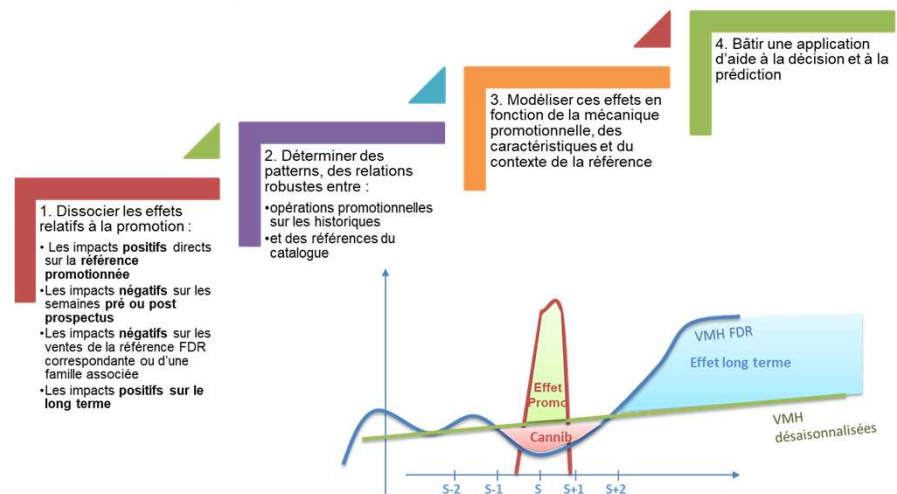 1. Dissocier les effets
relatifs à la promotion :
• Les impacts positifs directs
sur la référence
promotionnée
•Les impacts négatifs sur les
semaines pré ou post
prospectus
•Les impacts négatifs sur les
ventes de la référence FDR
correspondante ou d'une
famille associée
•Les impacts positifs sur le
long terme
2. Déterminer des
patterns, des relations
robustes entre :
•opérations promotionnelles
sur les historiques
•et des références du
catalogue
3. Modéliser ces effets en
fonction de la mécanique
promotionnelle, des
caractéristiques et du
contexte de la référence
4. Bâtir une application
d'aide à la décision et à la
prédiction
VMH FDR
Effet long terme
Effet
Promo
Cannib
VMH
désaisonnalisées
S-2
S-1
S
S+1
S+2